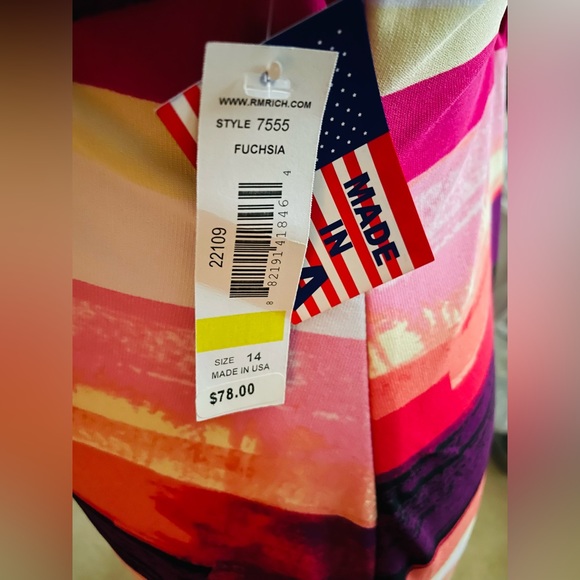 WWW.RMRICH.COM
STYLE 7555
FUCHSIA
22109
8 82191 41846 4
SIZE 14
MADE IN USA
$78.00
MADE
IN
A